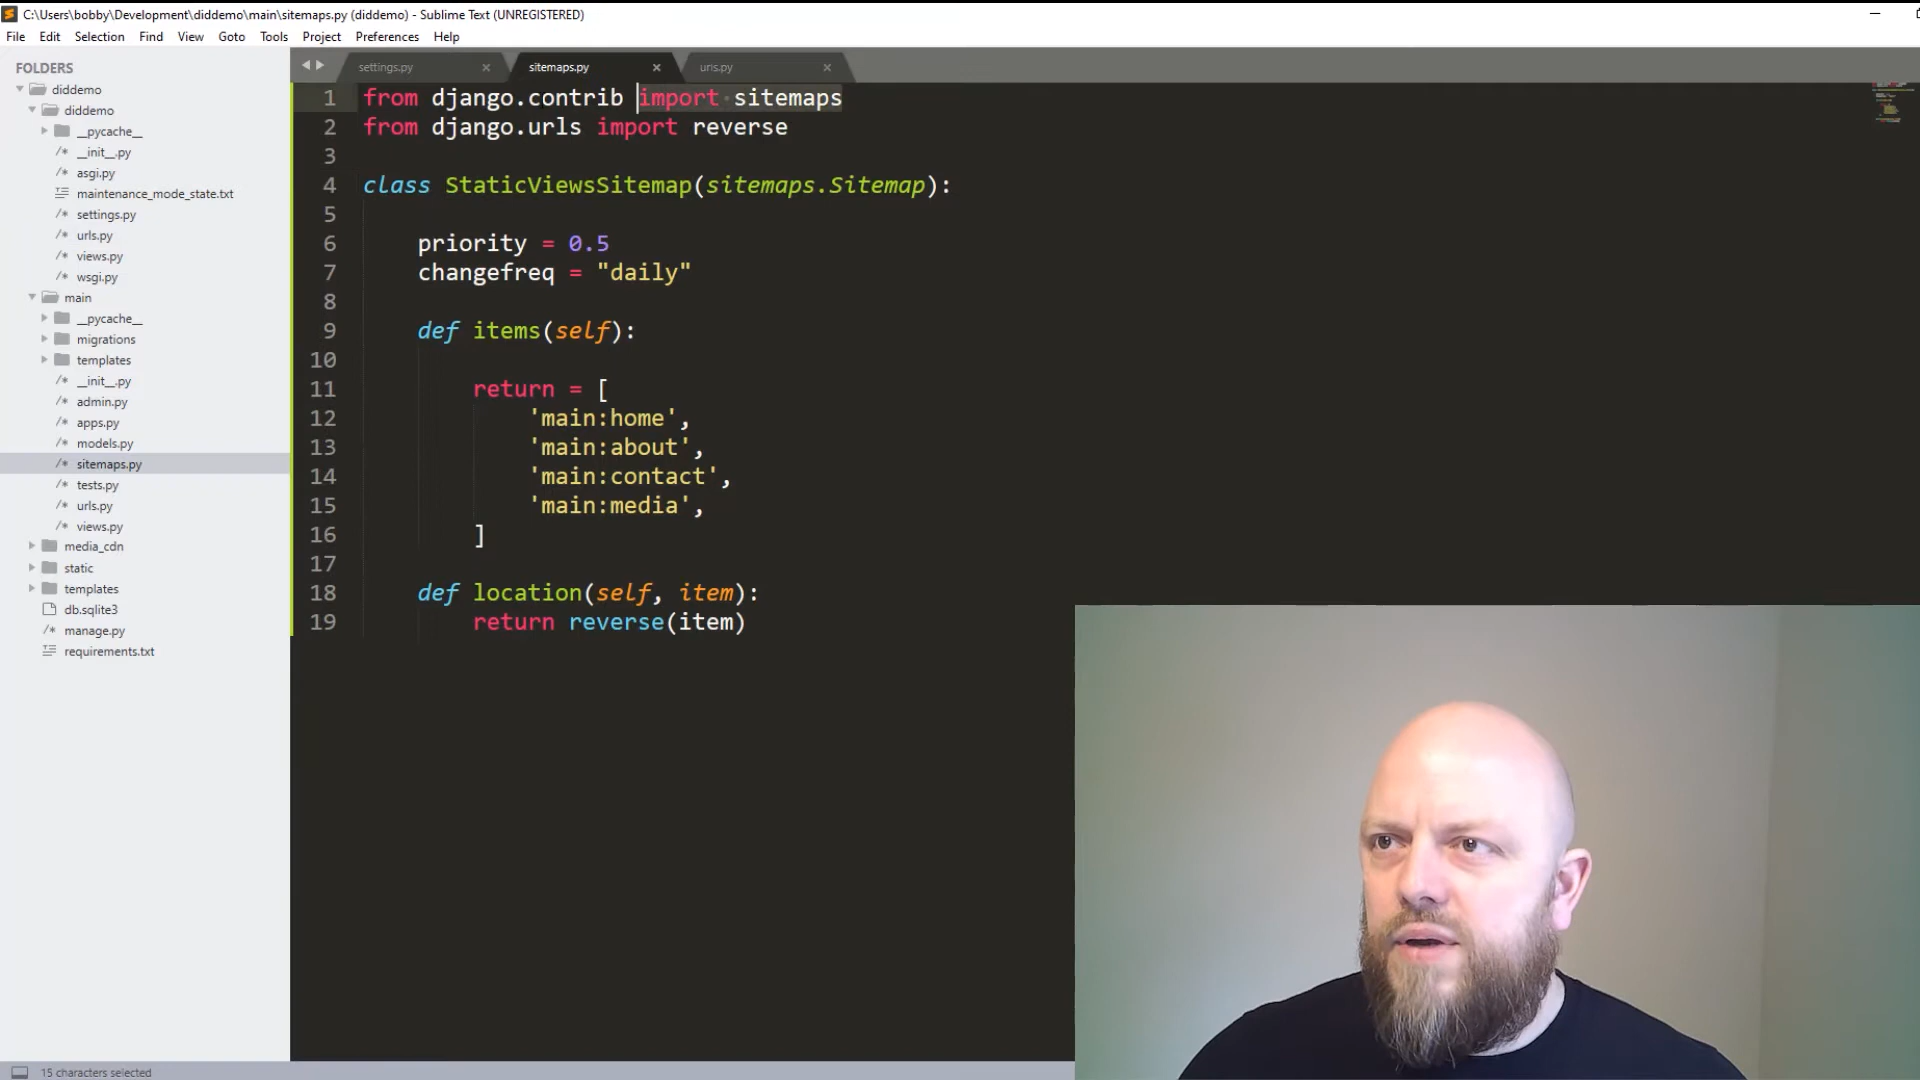 C:\Users\bobby\Development\diddemo\main\sitemaps.py (diddemo) - Sublime Text (UNREGISTERED)
File Edit Selection Find View Goto Tools Project Preferences Help
FOLDERS
diddemo
diddemo
__pycache__
__init__.py
asgi.py
maintenance_mode_state.txt
settings.py
urls.py
views.py
wsgi.py
main
__pycache__
migrations
templates
__init__.py
admin.py
apps.py
models.py
sitemaps.py
tests.py
urls.py
views.py
media_cdn
static
templates
db.sqlite3
manage.py
requirements.txt
settings.py sitemaps.py urls.py
1 from django.contrib import sitemaps
2 from django.urls import reverse
3
4 class StaticViewsSitemap(sitemaps.Sitemap):
5
6 priority = 0.5
7 changefreq = "daily"
8
9 def items(self):
10
11 return = [
12 'main:home',
13 'main:about',
14 'main:contact',
15 'main:media',
16 ]
17
18 def location(self, item):
19 return reverse(item)
15 characters selected